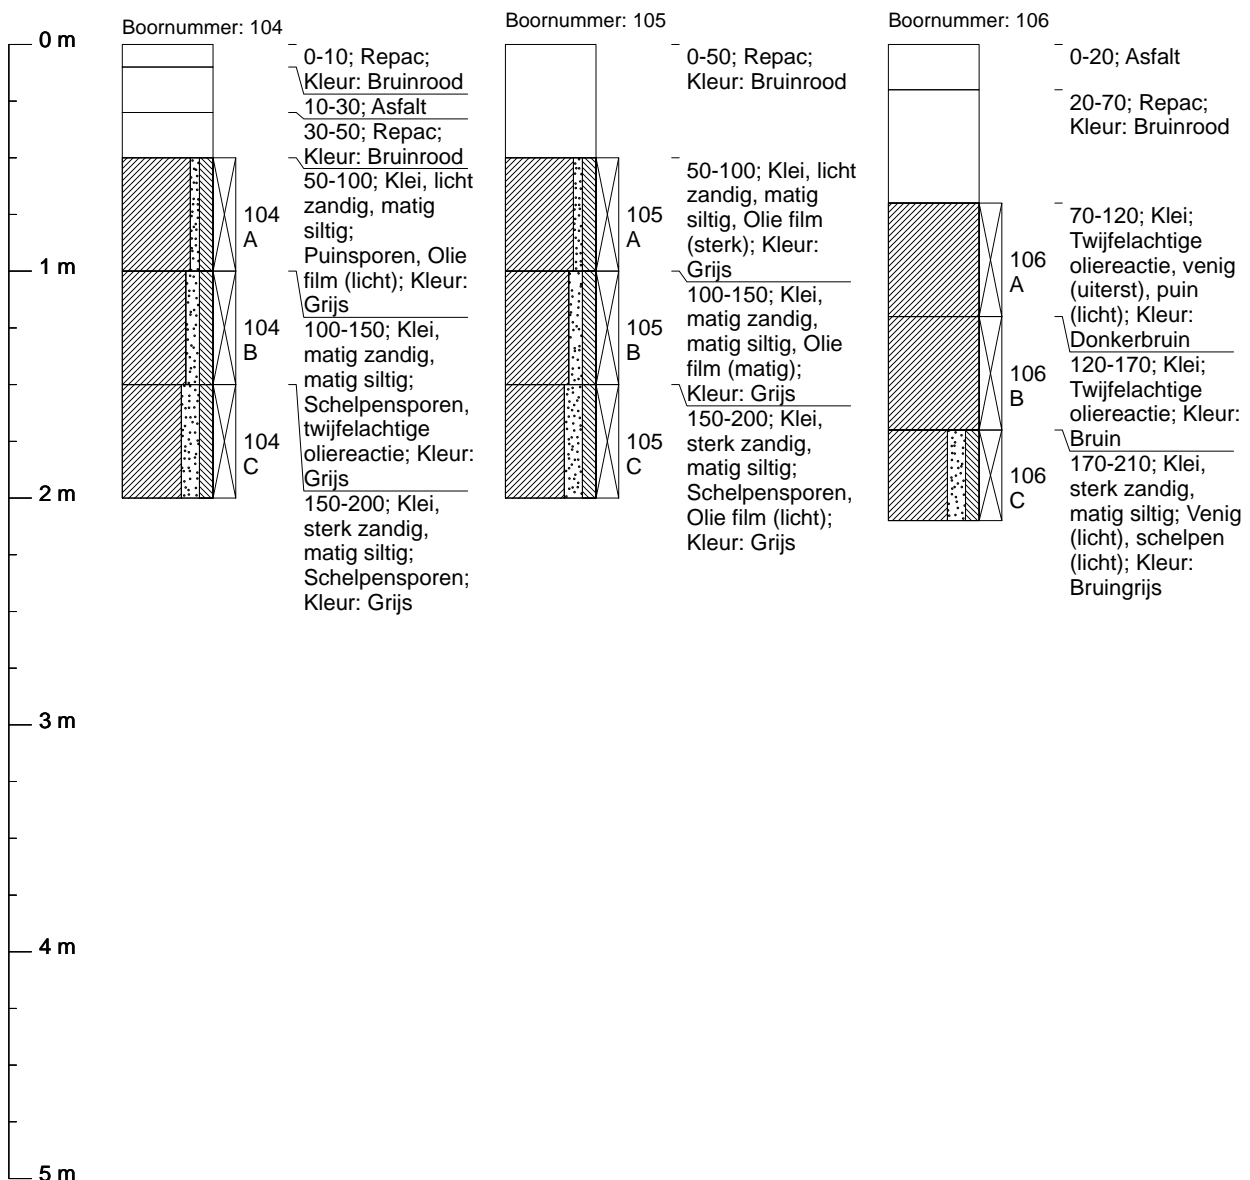 0 m
1 m
2 m
3 m
4 m
5 m
Boornummer: 104
0-10; Repac;
Kleur: Bruinrood
10-30; Asfalt
30-50; Repac;
Kleur: Bruinrood
50-100; Klei, licht
zandig, matig
siltig;
Puinsporen, Olie
film (licht); Kleur:
Grijs
100-150; Klei,
matig zandig,
matig siltig;
Schelpensporen,
twijfelachtige
oliereactie; Kleur:
Grijs
150-200; Klei,
sterk zandig,
matig siltig;
Schelpensporen;
Kleur: Grijs
104
A
104
B
104
C
Boornummer: 105
0-50; Repac;
Kleur: Bruinrood
50-100; Klei, licht
zandig, matig
siltig, Olie film
(sterk); Kleur:
Grijs
100-150; Klei,
matig zandig,
matig siltig, Olie
film (matig);
Kleur: Grijs
150-200; Klei,
sterk zandig,
matig siltig;
Schelpensporen,
Olie film (licht);
Kleur: Grijs
105
A
105
B
105
C
Boornummer: 106
0-20; Asfalt
20-70; Repac;
Kleur: Bruinrood
70-120; Klei;
Twijfelachtige
oliereactie, venig
(uiterst), puin
(licht); Kleur:
Donkerbruin
120-170; Klei;
Twijfelachtige
oliereactie; Kleur:
Bruin
170-210; Klei,
sterk zandig,
matig siltig; Venig
(licht), schelpen
(licht); Kleur:
Bruingrijs
106
A
106
B
106
C